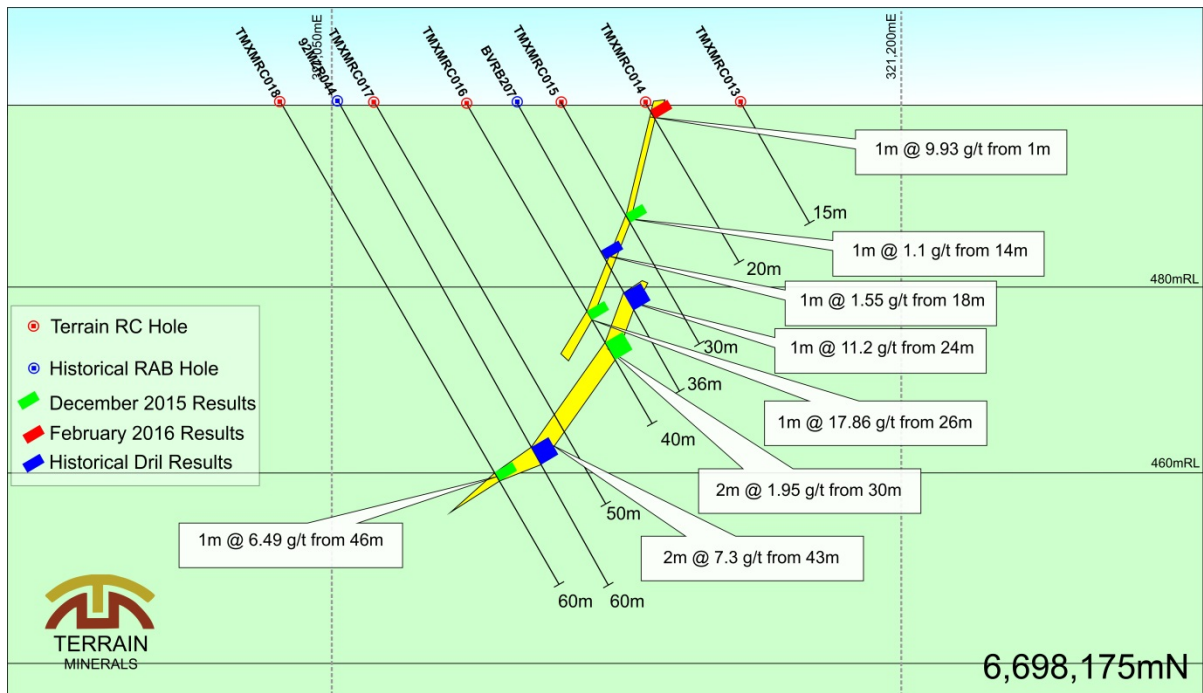 TMXMRC018
92MZR044
TMXMRC017
TMXMRC016
BVRB207
TMXMRC015
TMXMRC014
TMXMRC013
321,200mE
1m @ 9.93 g/t from 1m
15m
1m @ 1.1 g/t from 14m
20m
480mRL
1m @ 1.55 g/t from 18m
Terrain RC Hole
1m @ 11.2 g/t from 24m
30m
Historical RAB Hole
36m
December 2015 Results
1m @ 17.86 g/t from 26m
40m
February 2016 Results
Historical Dril Results
460mRL
2m @ 1.95 g/t from 30m
50m
1m @ 6.49 g/t from 46m
2m @ 7.3 g/t from 43m
60m
60m
TERRAIN
MINERALS
6,698,175mN